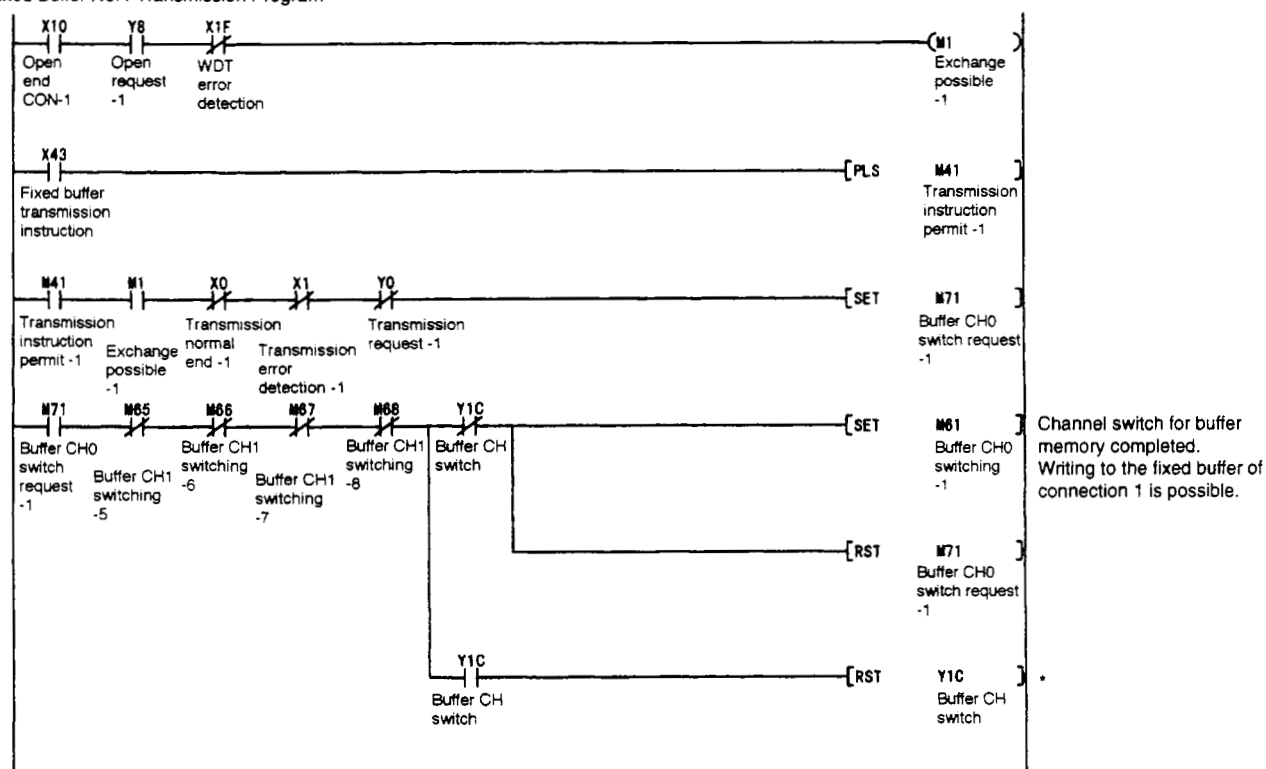 X10 Y8 X1F
M1
Open end CON-1
Open request -1
WDT error detection
Exchange possible -1
X43
PLS M41
Fixed buffer transmission instruction
Transmission instruction permit -1
M41 M1 X0 X1 Y0
SET M71
Transmission instruction permit -1
Exchange possible -1
Transmission normal end -1
Transmission error detection -1
Transmission request -1
Buffer CH0 switch request -1
M71 M65 M66 M67 M68 Y1C
SET M61
Buffer CH0 switch request -1
Buffer CH1 switching -5
Buffer CH1 switching -6
Buffer CH1 switching -7
Buffer CH1 switching -8
Buffer CH switch
Buffer CH0 switching -1
Channel switch for buffer
memory completed.
Writing to the fixed buffer of
connection 1 is possible.
RST M71
Buffer CH0 switch request -1
Y1C
RST Y1C *
Buffer CH switch
Buffer CH switch